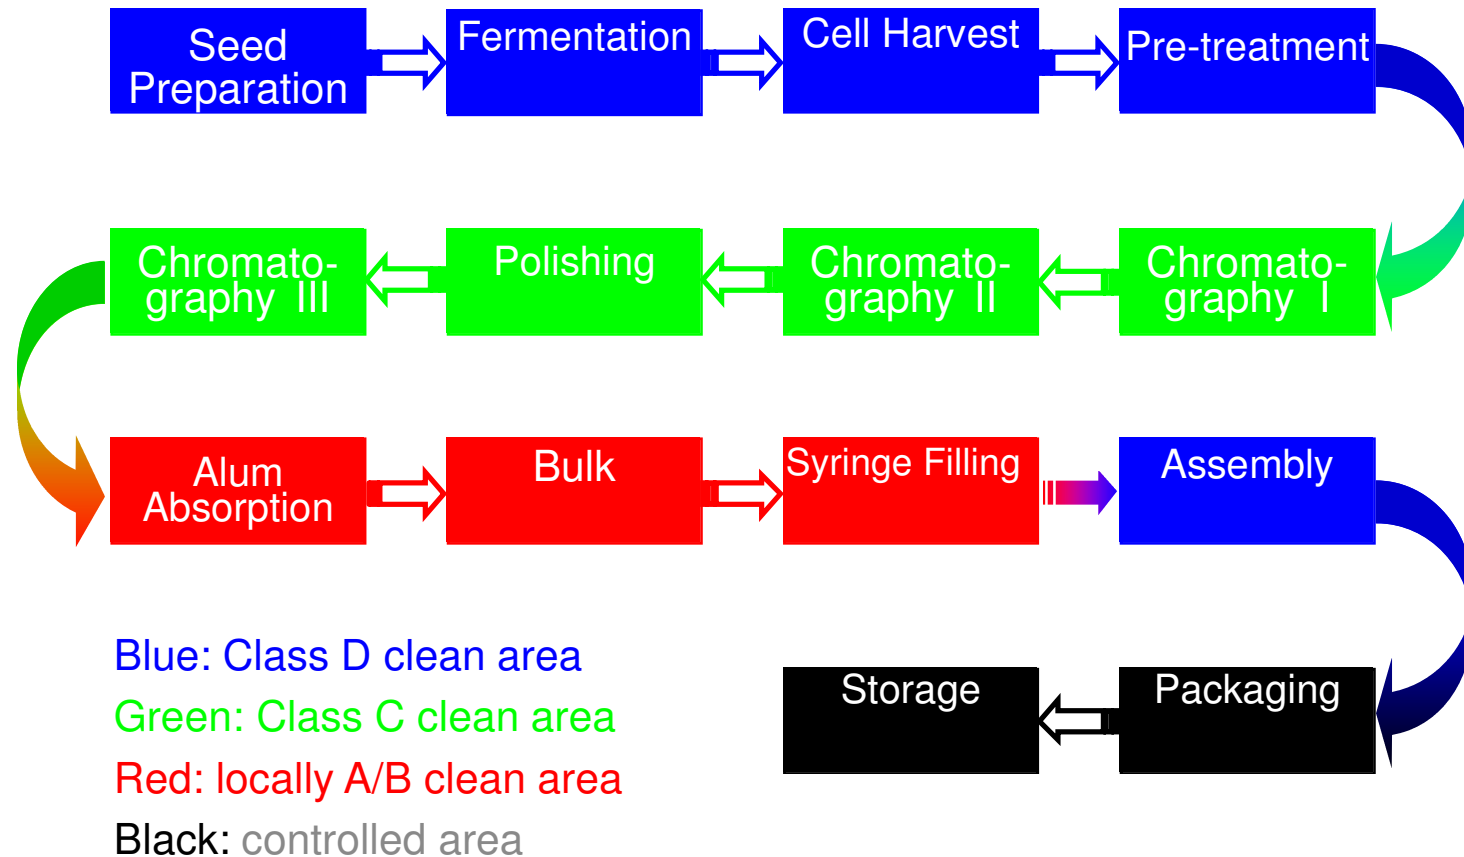 Seed
Preparation
Fermentation
Cell Harvest
Pre-treatment
Chromato-
graphy III
Polishing
Chromato-
graphy II
Chromato-
graphy I
Alum
Absorption
Bulk
Syringe Filling
Assembly
Storage
Packaging
Blue: Class D clean area
Green: Class C clean area
Red: locally A/B clean area
Black: controlled area